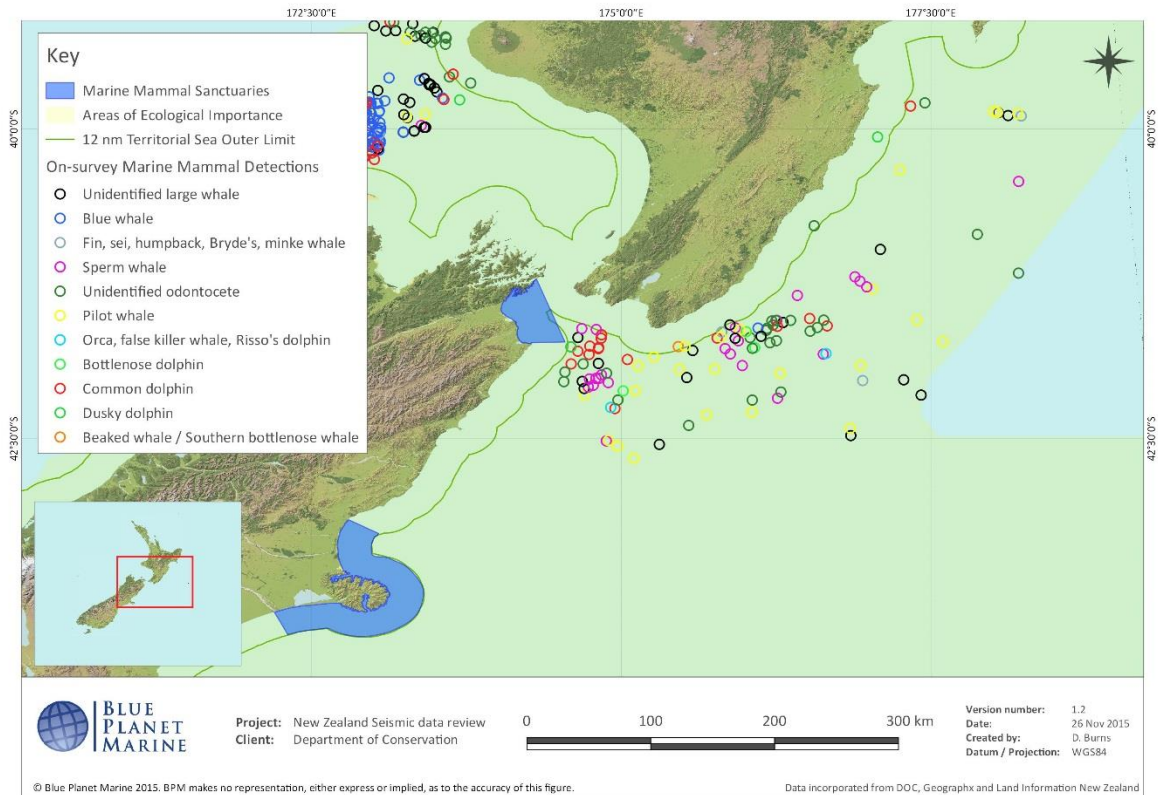 172°30'0"E 175°0'0"E 177°30'0"E
Key
Marine Mammal Sanctuaries
Areas of Ecological Importance
12 nm Territorial Sea Outer Limit
On-survey Marine Mammal Detections
Unidentified large whale
Blue whale
Fin, sei, humpback, Bryde's, minke whale
Sperm whale
Unidentified odontocete
Pilot whale
Orca, false killer whale, Risso's dolphin
Bottlenose dolphin
Common dolphin
Dusky dolphin
Beaked whale / Southern bottlenose whale
40°0'0"S
40°0'0"S
42°30'0"S
42°30'0"S
BLUE
PLANET
MARINE
Project: New Zealand Seismic data review
Client: Department of Conservation
0 100 200 300 km
Version number: 1.2
Date: 26 Nov 2015
Created by: D. Burns
Datum / Projection: WGS84
© Blue Planet Marine 2015. BPM makes no representation, either express or implied, as to the accuracy of this figure.
Data incorporated from DOC, Geographx and Land Information New Zealand